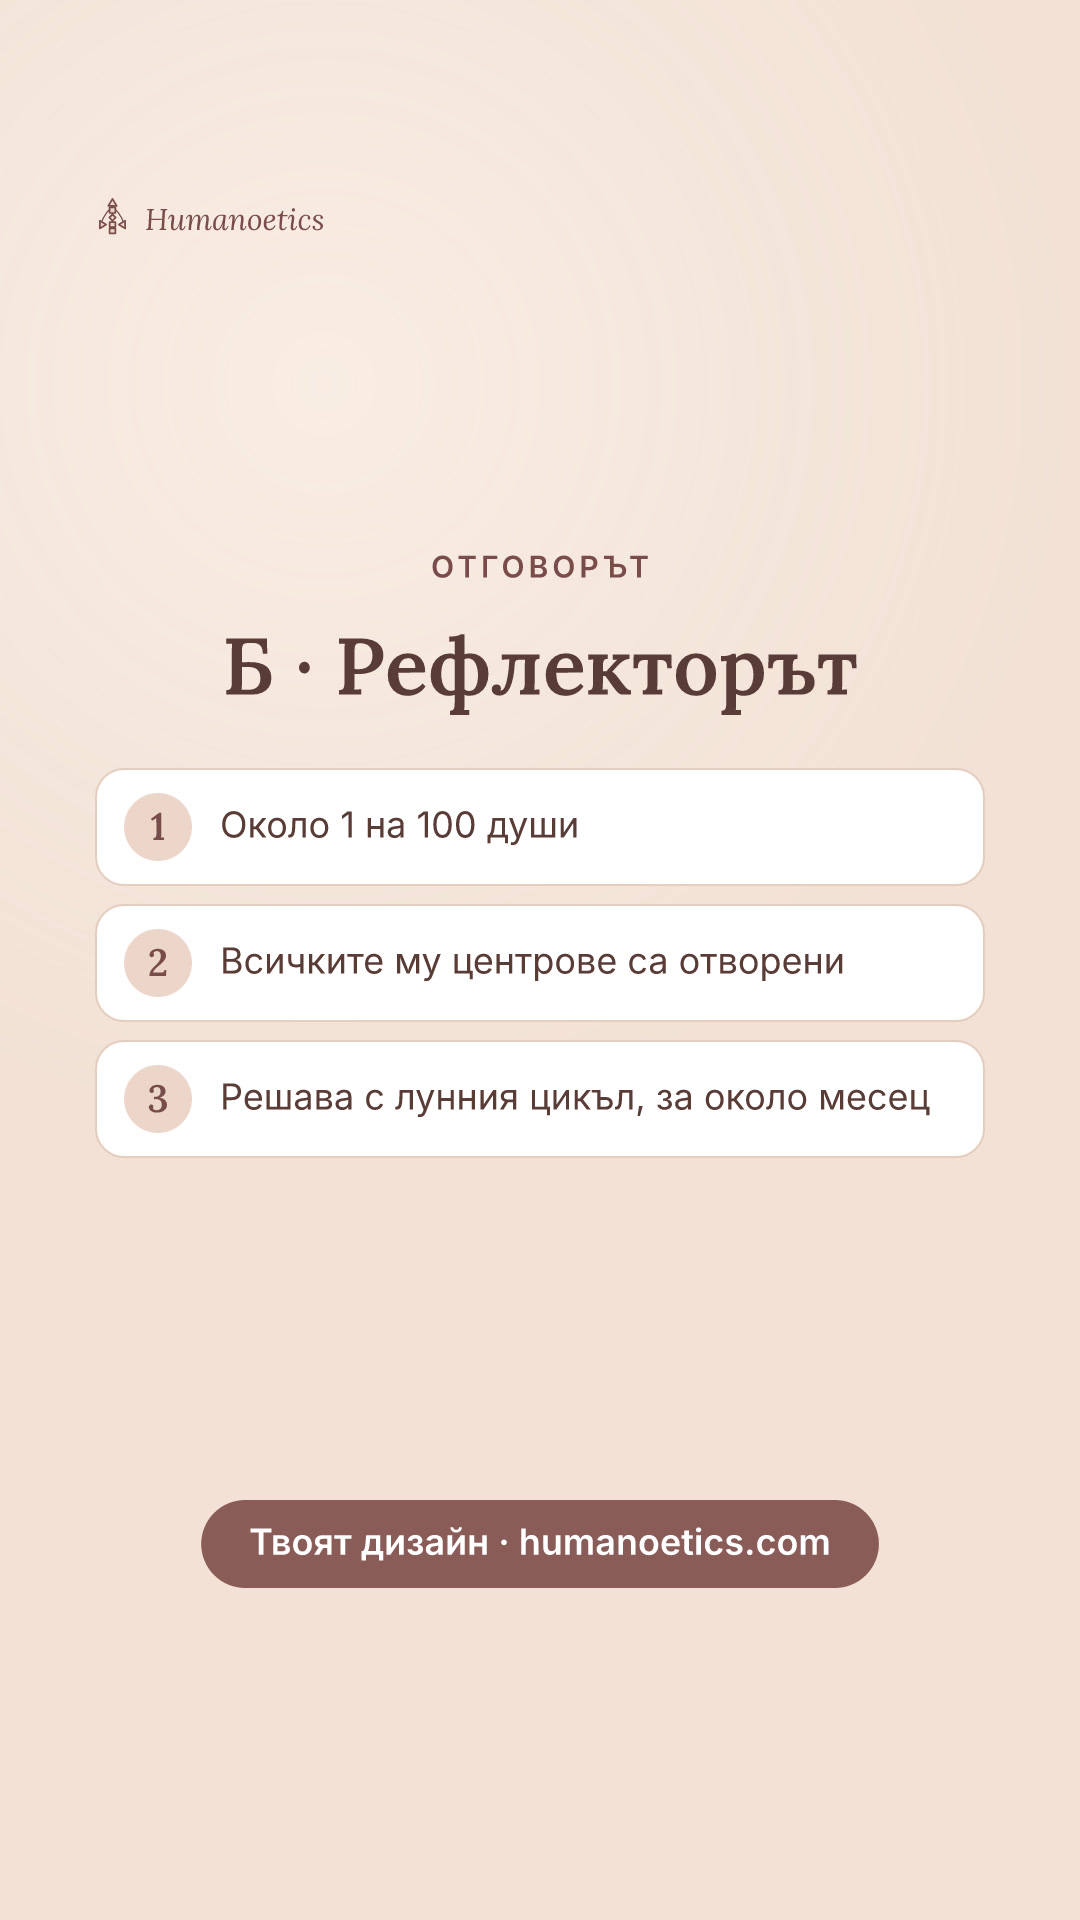 Humanoetics
ОТГОВОРЪТ
Б · Рефлекторът
1 Около 1 на 100 души
2 Всичките му центрове са отворени
3 Решава с лунния цикъл, за около месец
Твоят дизайн · humanoetics.com